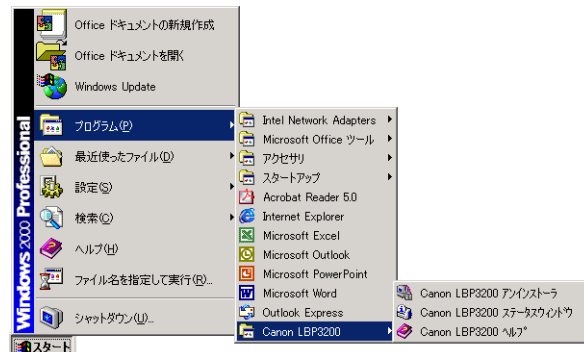 Office ドキュメントの新規作成
Office ドキュメントを開く
Windows Update
プログラム(P)
最近使ったファイル(D)
設定(S)
検索(C)
ヘルプ(H)
ファイル名を指定して実行(R)...
シャットダウン(U)...
Windows 2000 Professional
スタート
Intel Network Adapters
Microsoft Office ツール
アクセサリ
スタートアップ
Acrobat Reader 5.0
Internet Explorer
Microsoft Excel
Microsoft Outlook
Microsoft PowerPoint
Microsoft Word
Outlook Express
Canon LBP3200
Canon LBP3200 アンインストーラ
Canon LBP3200 ステータスウィンドウ
Canon LBP3200 ヘルプ